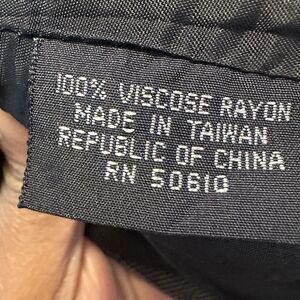 100% VISCOSE RAYON
MADE IN TAIWAN
REPUBLIC OF CHINA
RN 50610